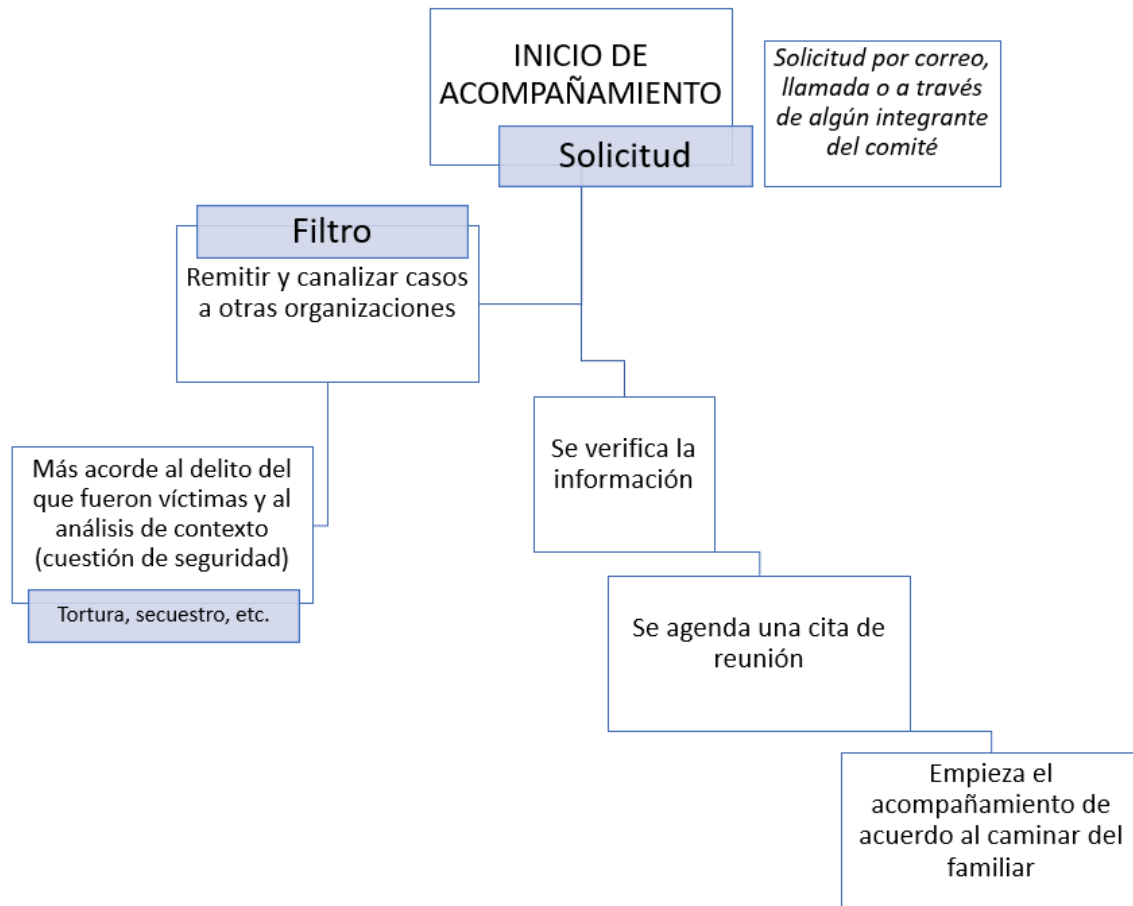 INICIO DE
ACOMPAÑAMIENTO
Solicitud
Solicitud por correo,
llamada o a través
de algún integrante
del comité
Filtro
Remitir y canalizar casos
a otras organizaciones
Más acorde al delito del
que fueron víctimas y al
análisis de contexto
(cuestión de seguridad)
Tortura, secuestro, etc.
Se verifica la
información
Se agenda una cita de
reunión
Empieza el
acompañamiento de
acuerdo al caminar del
familiar